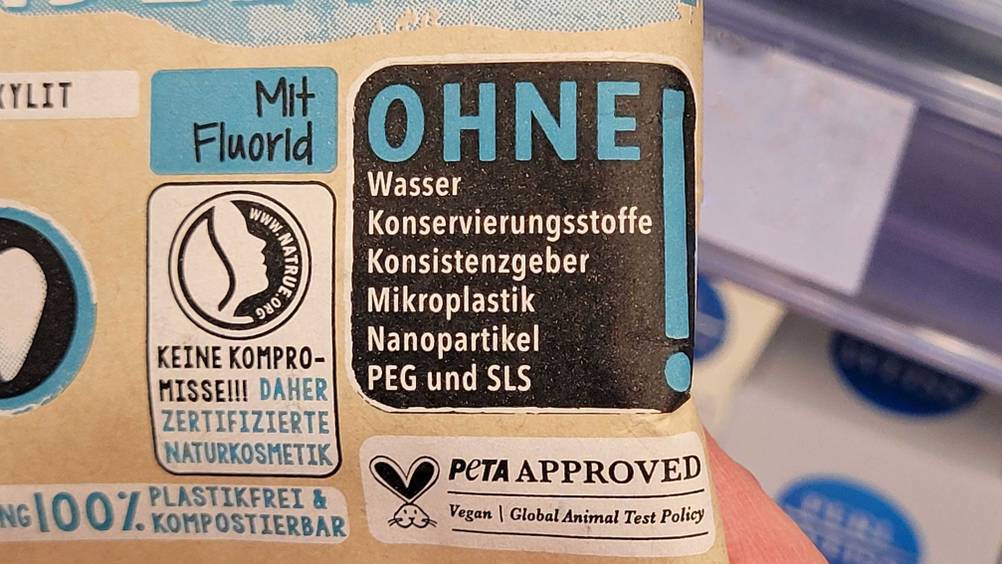 XYLIT
Mit
Fluorid
WWW.NATRUE.ORG
KEINE KOMPRO-
MISSE!!! DAHER
ZERTIFIZIERTE
NATURKOSMETIK
NG 100% PLASTIKFREI &
KOMPOSTIERBAR
OHNE!
Wasser
Konservierungsstoffe
Konsistenzgeber
Mikroplastik
Nanopartikel
PEG und SLS
PETA APPROVED
Vegan | Global Animal Test Policy